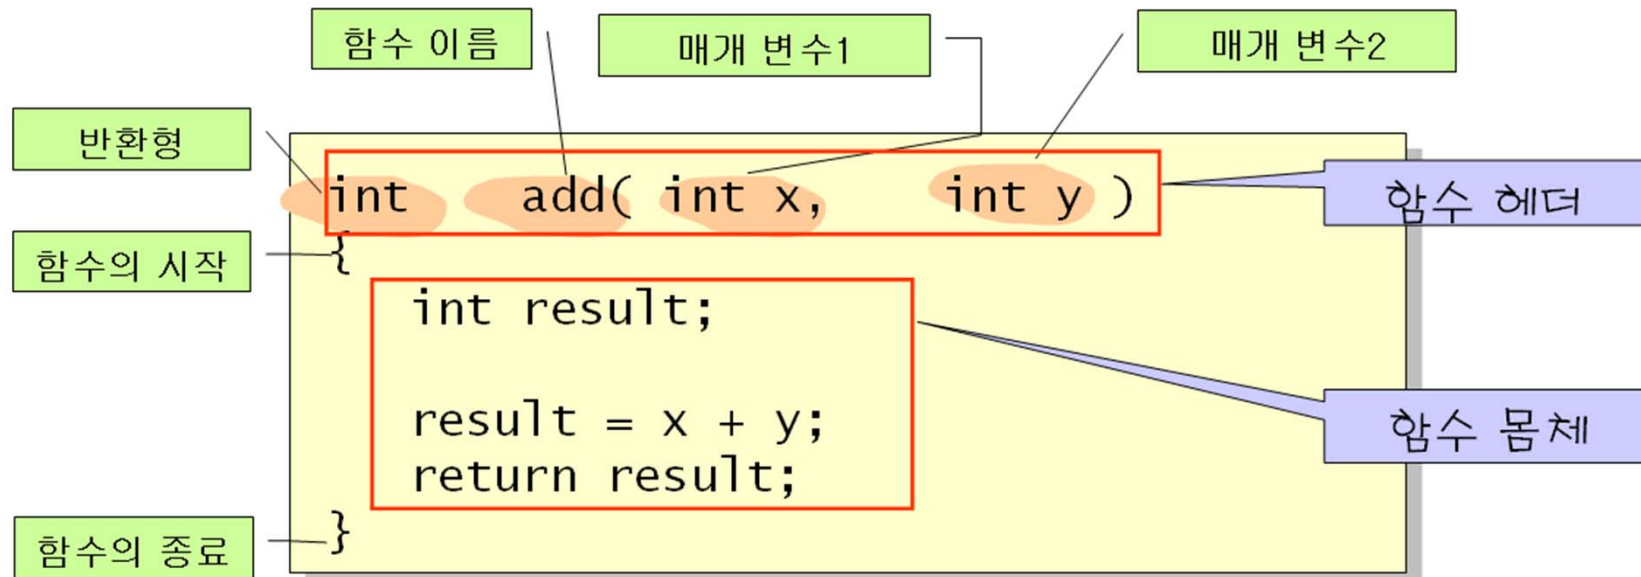 함수 이름
매개 변수1
매개 변수2
반환형
int add( int x, int y )
함수 헤더
함수의 시작
{
int result;
result = x + y;
return result;
함수 몸체
}
함수의 종료